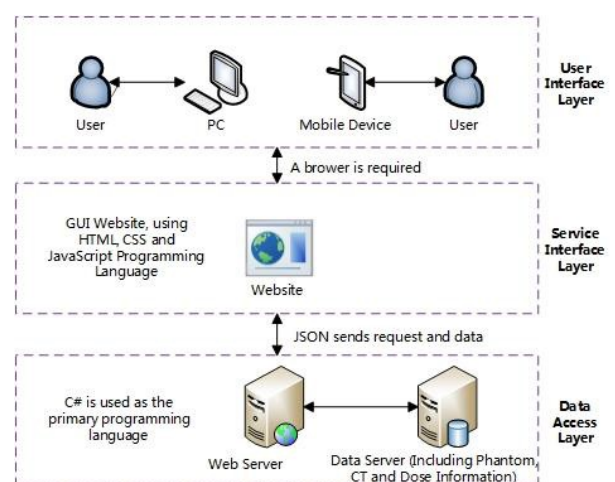 User
PC
Mobile Device
User
User
Interface
Layer
A brower is required
GUI Website, using
HTML, CSS and
JavaScript Programming
Language
Website
Service
Interface
Layer
JSON sends request and data
C# is used as the
primary programming
language
Web Server
Data Server (Including Phantom,
CT and Dose Information)
Data
Access
Layer